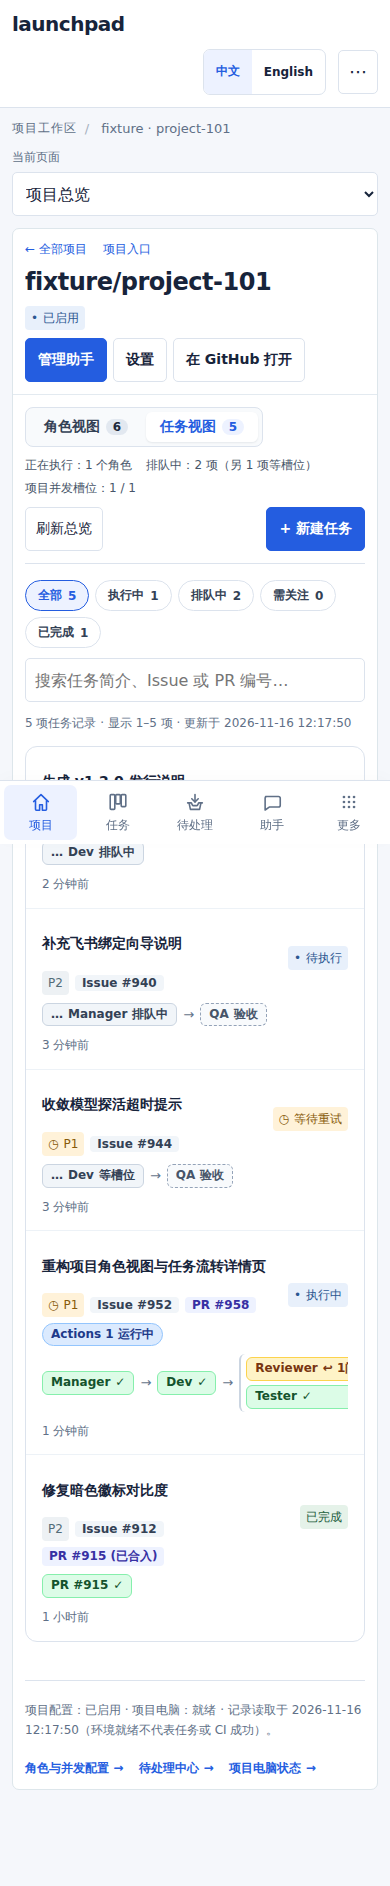 launchpad
中文 English ···
项目工作区 / fixture · project-101
当前页面
项目总览
← 全部项目 项目入口
fixture/project-101
• 已启用
管理助手 设置 在 GitHub 打开
角色视图 6 任务视图 5
正在执行：1 个角色 排队中：2 项（另 1 项等槽位）
项目并发槽位：1 / 1
刷新总览 + 新建任务
全部 5 执行中 1 排队中 2 需关注 0
已完成 1
搜索任务简介、Issue 或 PR 编号…
5 项任务记录 · 显示 1–5 项 · 更新于 2026-11-16 12:17:50
生成 v1.2.0 发行说明
项目 任务 待处理 助手 更多
… Dev 排队中
2 分钟前
补充飞书绑定向导说明
• 待执行
P2 Issue #940
… Manager 排队中 → QA 验收
3 分钟前
收敛模型探活超时提示
◷ 等待重试
◷ P1 Issue #944
… Dev 等槽位 → QA 验收
3 分钟前
重构项目角色视图与任务流转详情页
• 执行中
◷ P1 Issue #952 PR #958
Actions 1 运行中
Manager ✓ → Dev ✓ → Reviewer ↩ 1
Tester ✓
1 分钟前
修复暗色徽标对比度
已完成
P2 Issue #912
PR #915 (已合入)
PR #915 ✓
1 小时前
项目配置：已启用 · 项目电脑：就绪 · 记录读取于 2026-11-16
12:17:50（环境就绪不代表任务或 CI 成功）。
角色与并发配置 → 待处理中心 → 项目电脑状态 →